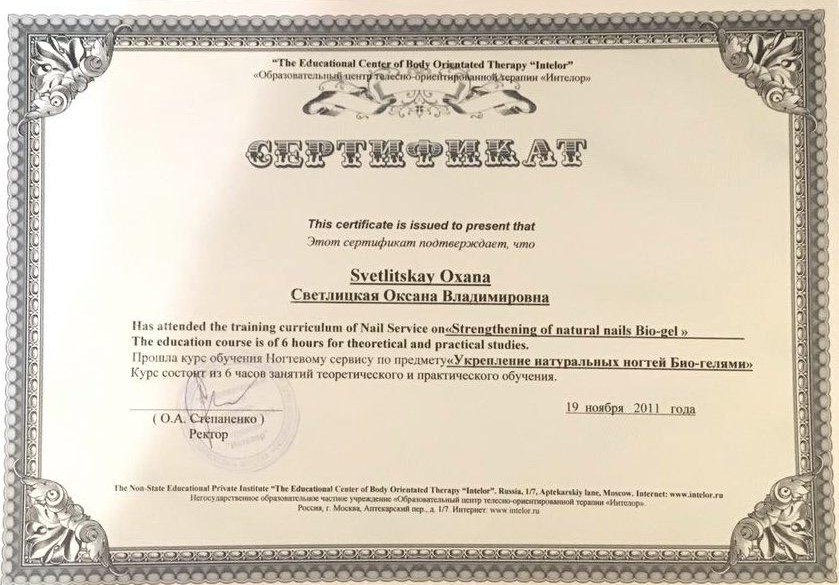 “The Educational Center of Body Orientated Therapy “Intelor”
«Образовательный центр телесно-ориентированной терапии «Интелор»
СЕРТИФИКАТ
This certificate is issued to present that
Этот сертификат подтверждает, что
Svetlitskay Oxana
Светлицкая Оксана Владимировна
Has attended the training curriculum of Nail Service on«Strengthening of natural nails Bio-gel »
The education course is of 6 hours for theoretical and practical studies.
Прошла курс обучения Ногтевому сервису по предмету«Укрепление натуральных ногтей Био-гелями»
Курс состоит из 6 часов занятий теоретического и практического обучения.
19 ноября 2011 года
( О.А. Степаненко )
Ректор
The Non-State Educational Private Institute “The Educational Center of Body Orientated Therapy “Intelor”. Russia, 1/7, Aptekarskiy lane, Moscow. Internet: www.intelor.ru
Негосударственное образовательное частное учреждение «Образовательный центр телесно-ориентированной терапии «Интелор».
Россия, г. Москва, Аптекарский пер., д. 1/7. Интернет: www.intelor.ru